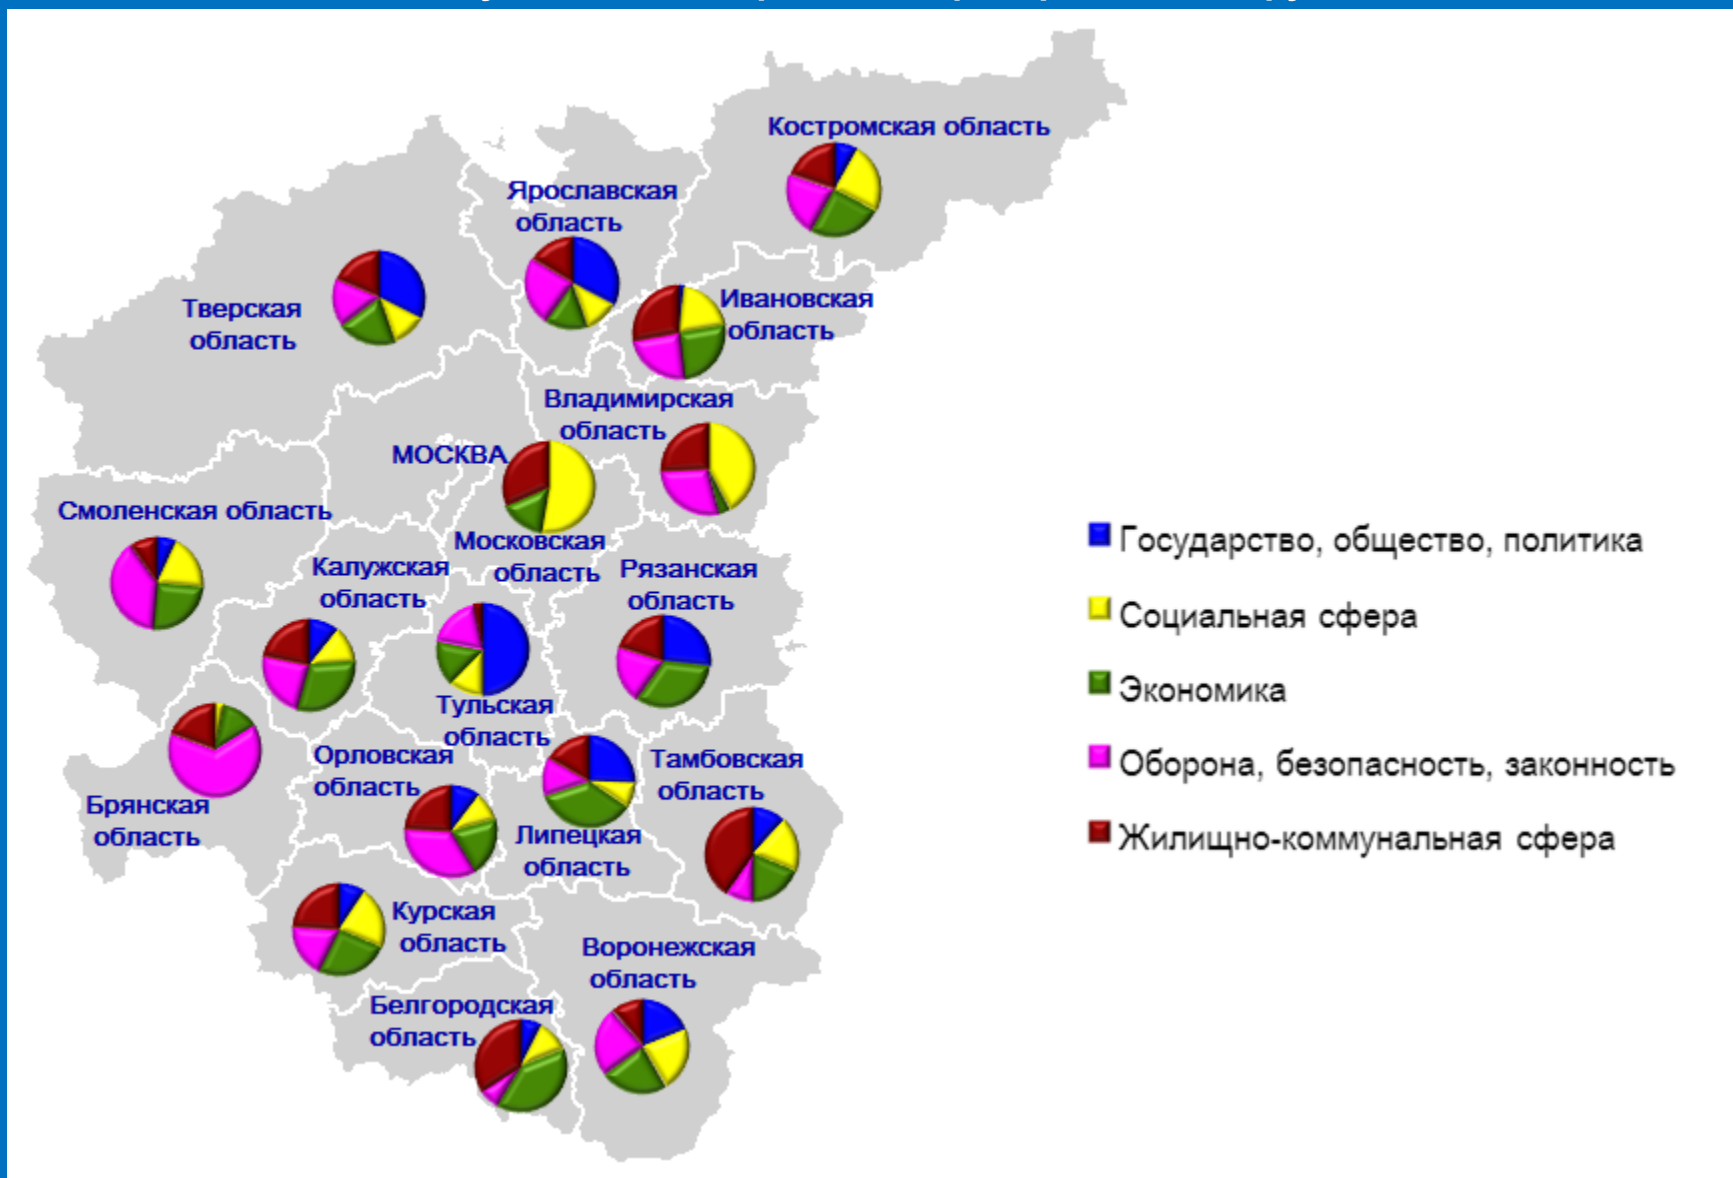 Костромская область
Ярославская
область
Тверская
область
Ивановская
область
Владимирская
область
МОСКВА
Смоленская область
Московская
область
Калужская
область
Рязанская
область
Тульская
область
Брянская
область
Орловская
область
Липецкая
область
Тамбовская
область
Курская
область
Воронежская
область
Белгородская
область
Государство, общество, политика
Социальная сфера
Экономика
Оборона, безопасность, законность
Жилищно-коммунальная сфера